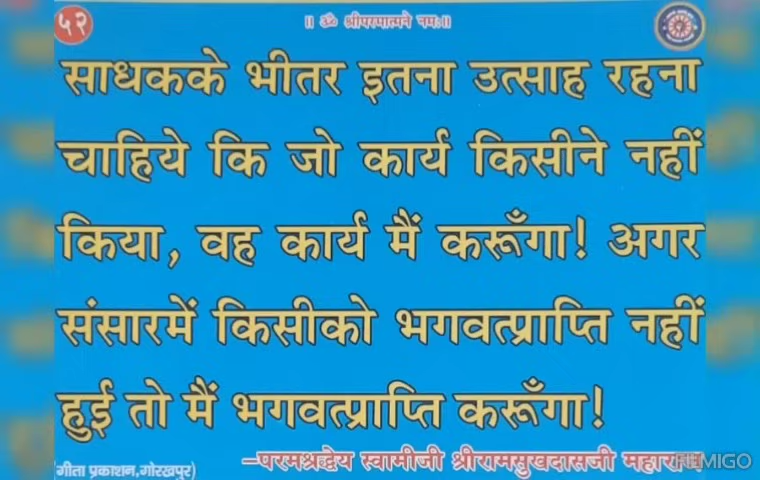 ५२
॥ ॐ श्रीपरमात्मने नमः॥
साधकके भीतर इतना उत्साह रहना
चाहिये कि जो कार्य किसीने नहीं
किया, वह कार्य मैं करूँगा! अगर
संसारमें किसीको भगवत्प्राप्ति नहीं
हुई तो मैं भगवत्प्राप्ति करूँगा!
–परमश्रद्धेय स्वामीजी श्रीरामसुखदासजी महाराज
(गीता प्रकाशन,गोरखपुर)
FILMIGO